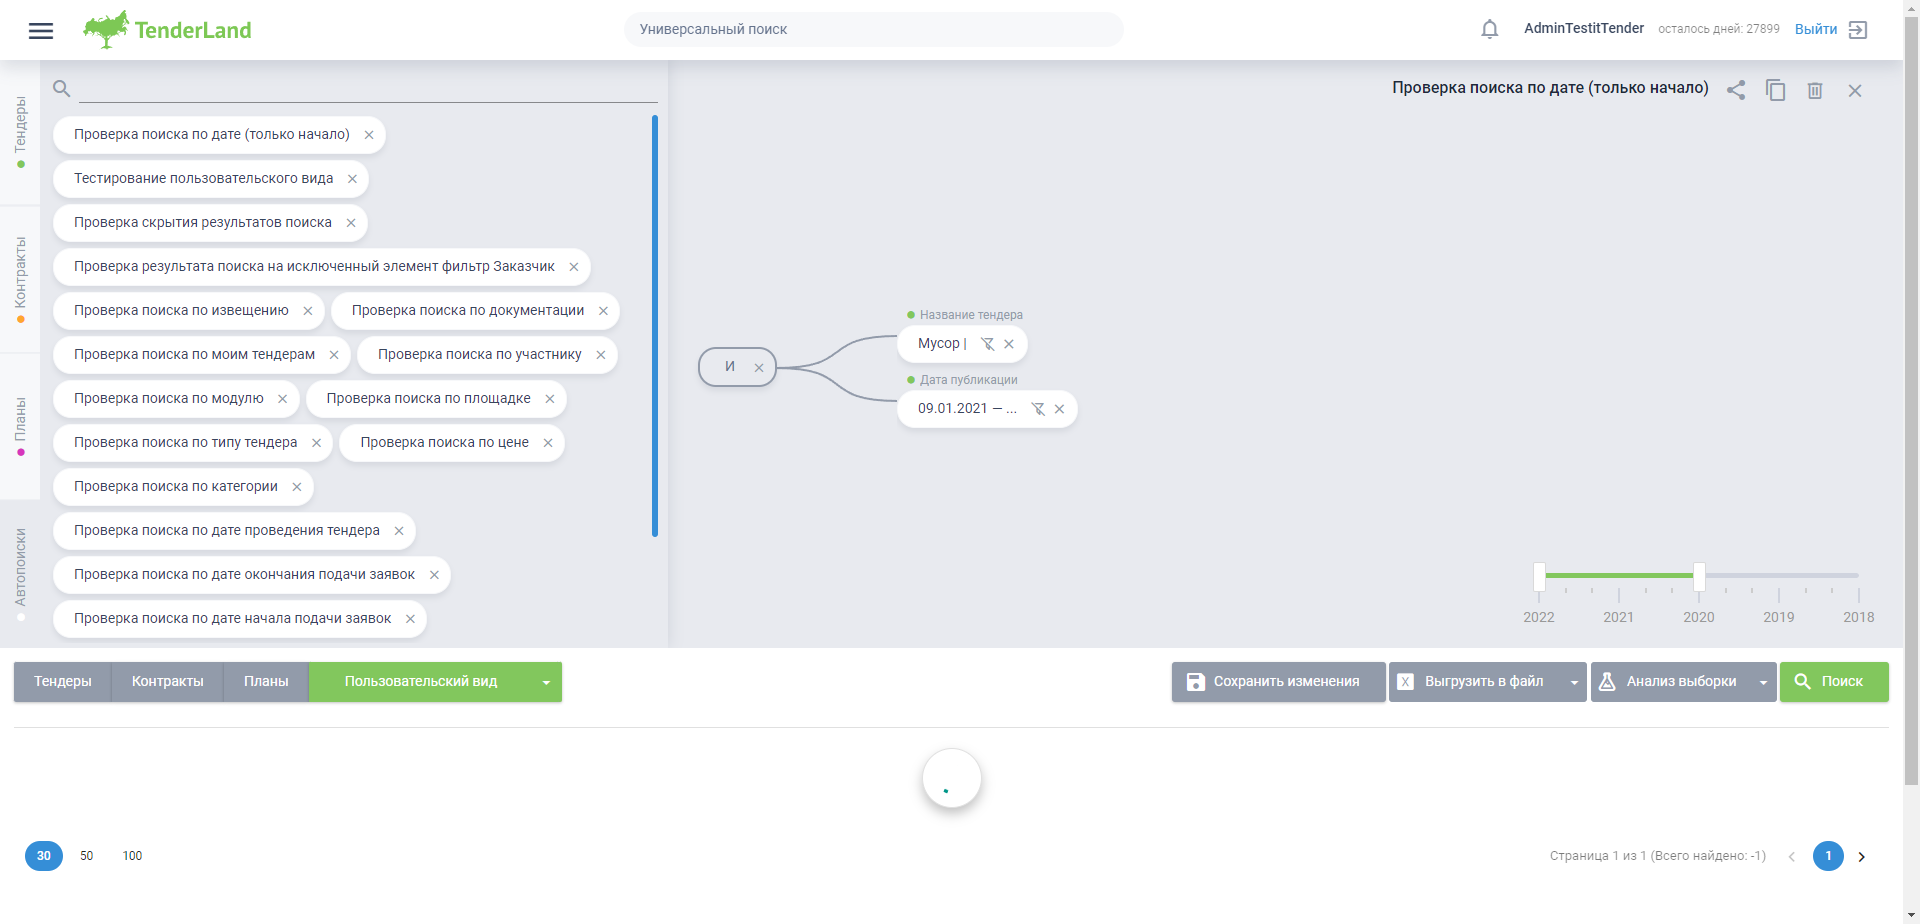 TenderLand
Универсальный поиск
AdminTestitTender
осталось дней: 27899
Выйти
Тендеры
Контракты
Планы
Автопоиски
Проверка поиска по дате (только начало)
Тестирование пользовательского вида
Проверка скрытия результатов поиска
Проверка результата поиска на исключенный элемент фильтр Заказчик
Проверка поиска по извещению
Проверка поиска по документации
Проверка поиска по моим тендерам
Проверка поиска по участнику
Проверка поиска по модулю
Проверка поиска по площадке
Проверка поиска по типу тендера
Проверка поиска по цене
Проверка поиска по категории
Проверка поиска по дате проведения тендера
Проверка поиска по дате окончания подачи заявок
Проверка поиска по дате начала подачи заявок
Проверка поиска по дате (только начало)
И
Название тендера
Мусор |
Дата публикации
09.01.2021 — ...
2022 2021 2020 2019 2018
Тендеры
Контракты
Планы
Пользовательский вид
Сохранить изменения
X Выгрузить в файл
Анализ выборки
Поиск
30 50 100
Страница 1 из 1 (Всего найдено: -1)
1